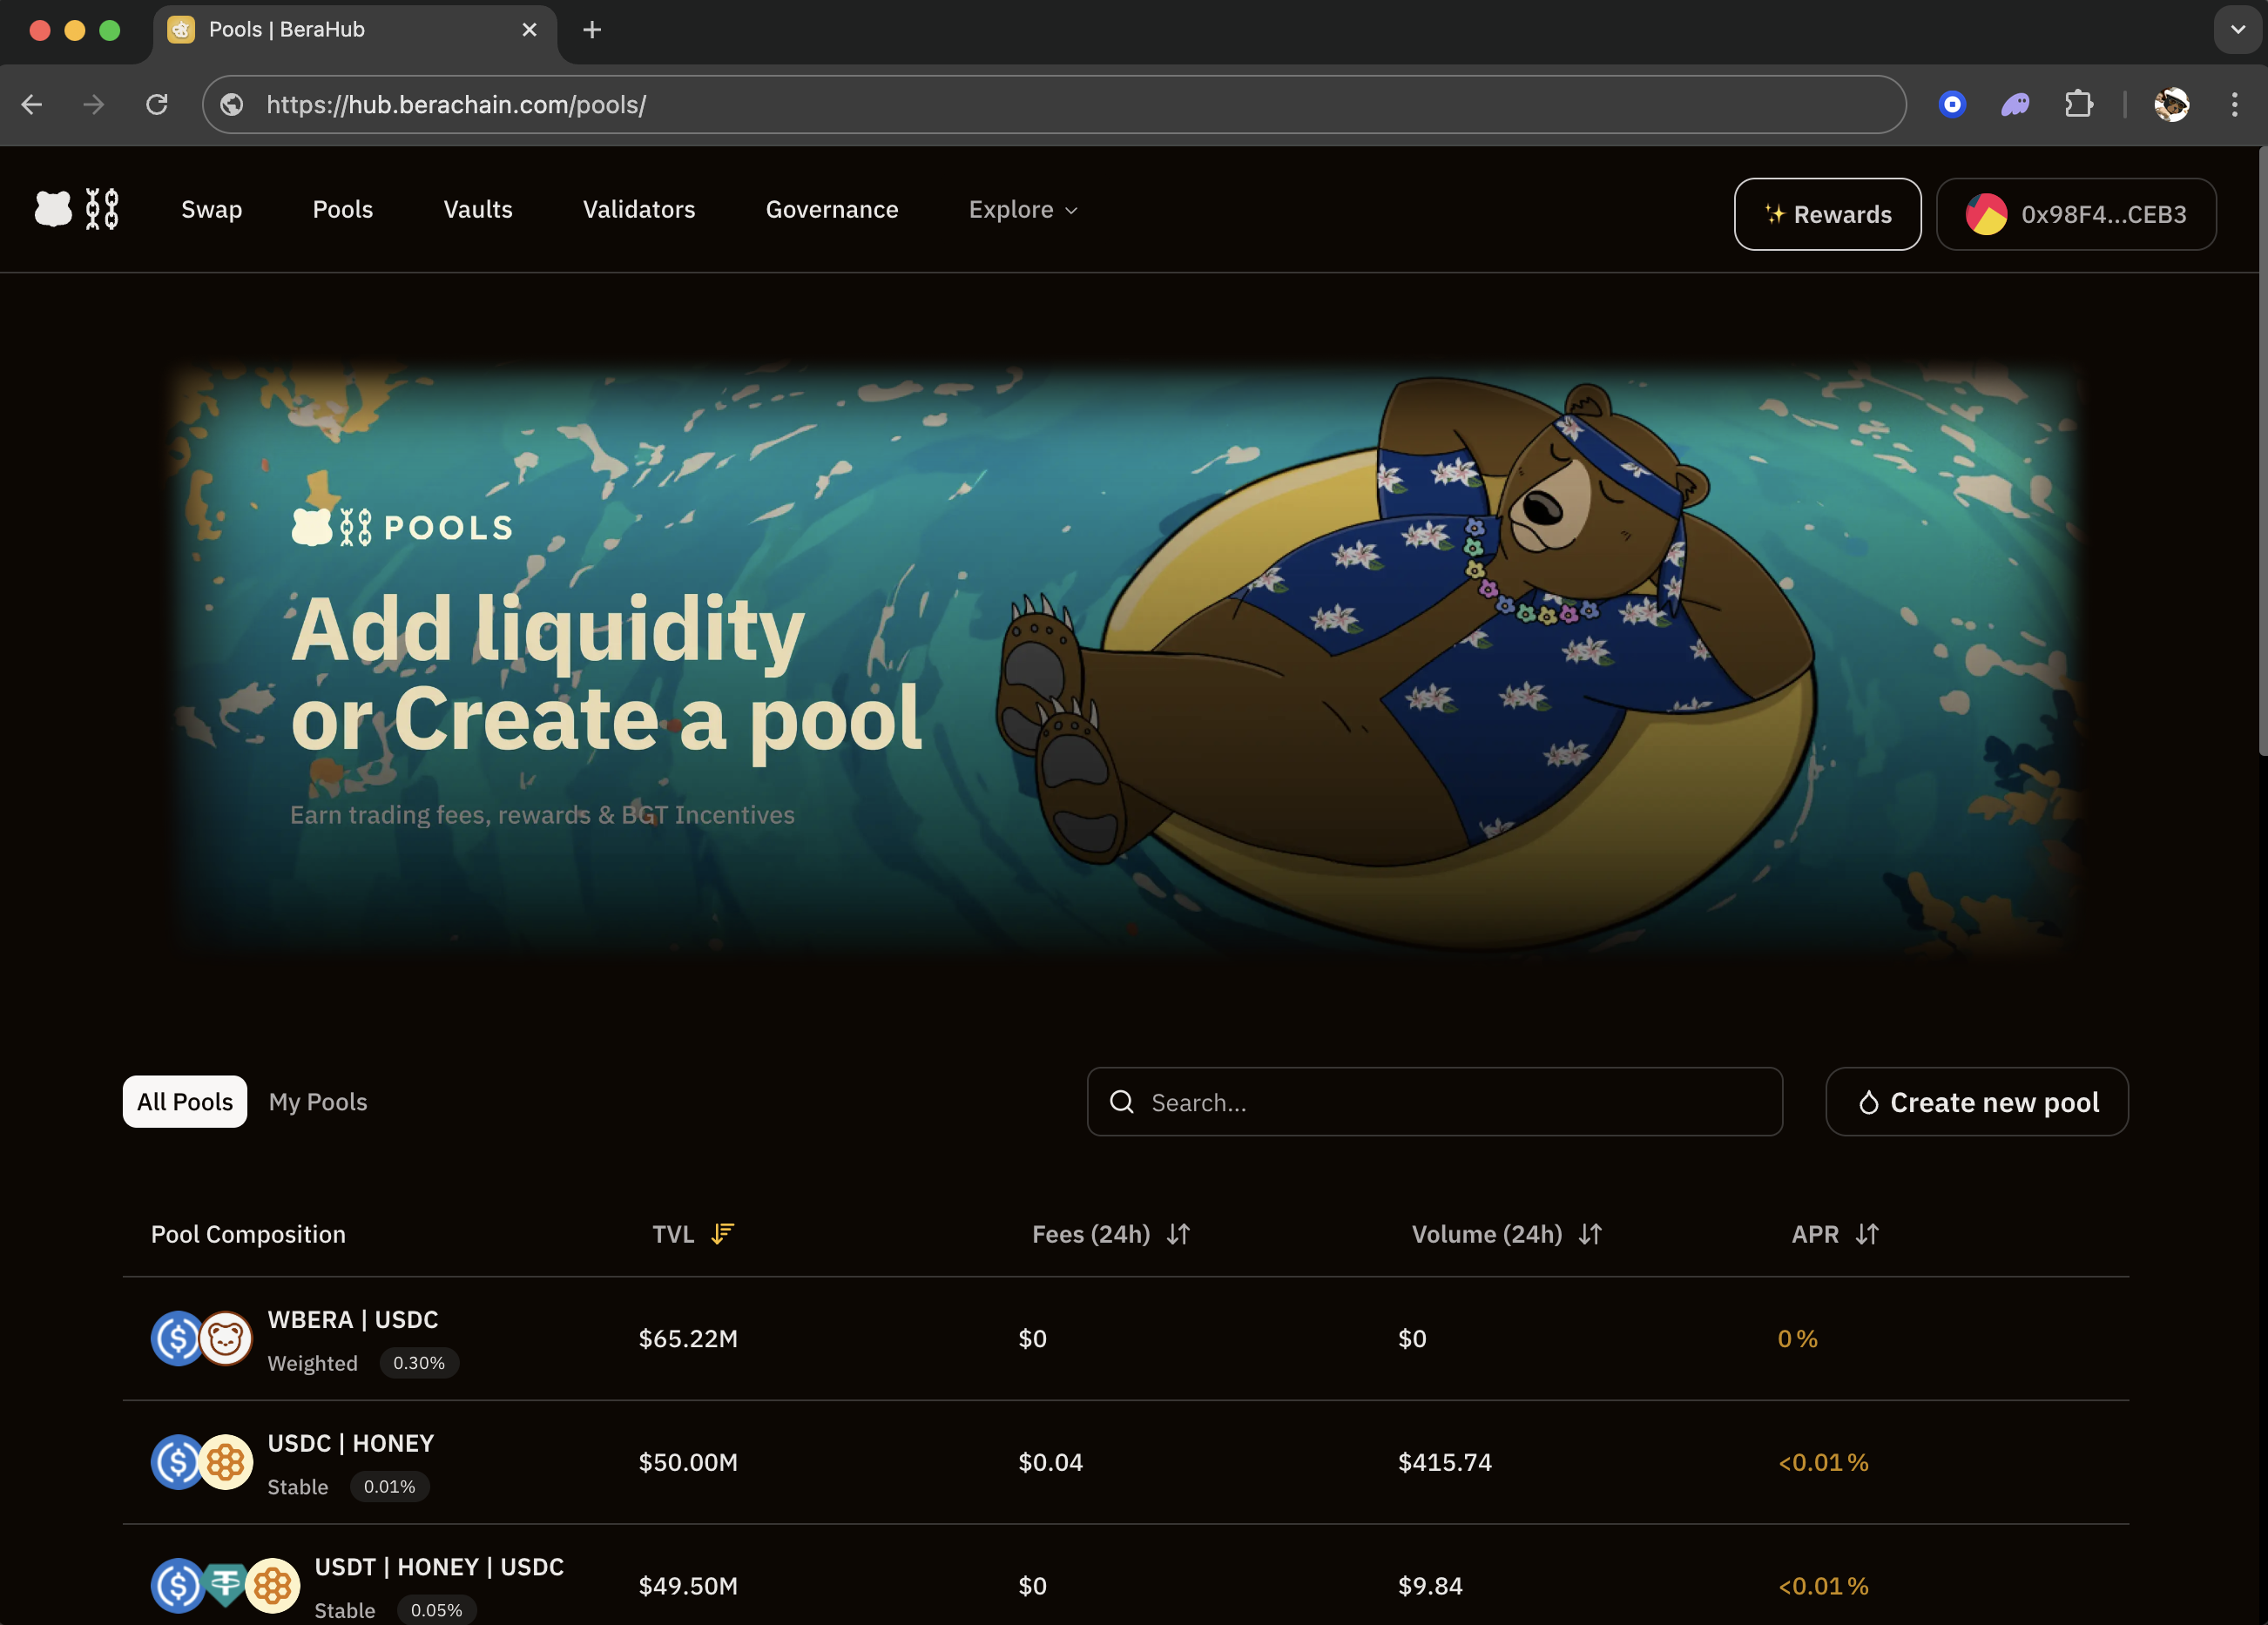 Pools | BeraHub
https://hub.berachain.com/pools/
Swap
Pools
Vaults
Validators
Governance
Explore
✨ Rewards
0x98F4...CEB3
POOLS
Add liquidity
or Create a pool
Earn trading fees, rewards & BGT Incentives
All Pools
My Pools
Search...
Create new pool
Pool Composition
TVL
Fees (24h)
Volume (24h)
APR
WBERA | USDC
Weighted 0.30%
$65.22M
$0
$0
0%
USDC | HONEY
Stable 0.01%
$50.00M
$0.04
$415.74
<0.01%
USDT | HONEY | USDC
Stable 0.05%
$49.50M
$0
$9.84
<0.01%